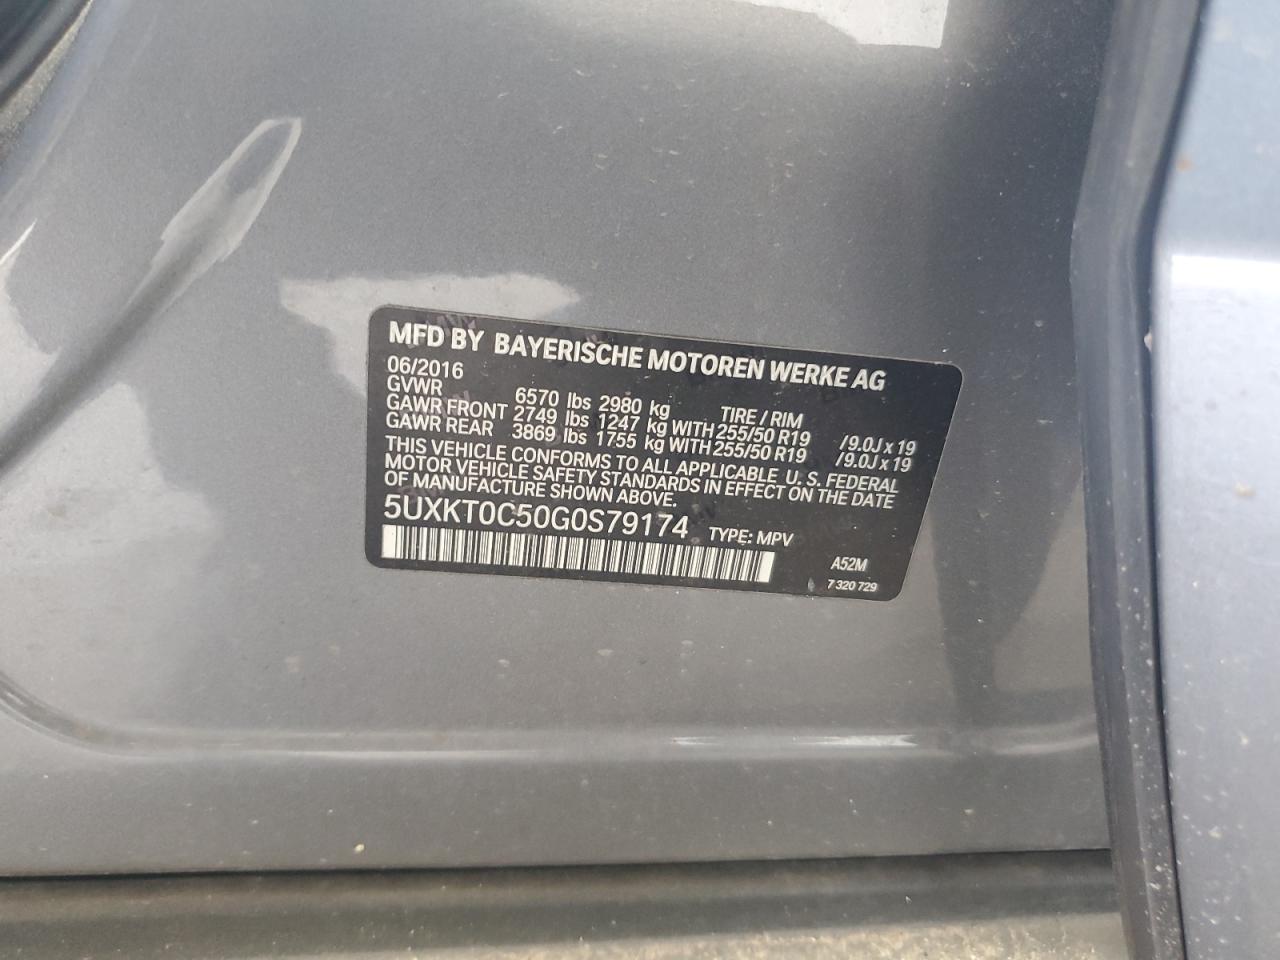 MFD BY BAYERISCHE MOTOREN WERKE AG
06/2016
GVWR 6570 lbs 2980 kg TIRE / RIM
GAWR FRONT 2749 lbs 1247 kg WITH 255/50 R19 /9.0J x 19
GAWR REAR 3869 lbs 1755 kg WITH 255/50 R19 /9.0J x 19
THIS VEHICLE CONFORMS TO ALL APPLICABLE U. S. FEDERAL
MOTOR VEHICLE SAFETY STANDARDS IN EFFECT ON THE DATE
OF MANUFACTURE SHOWN ABOVE.
5UXKT0C50G0S79174 TYPE: MPV
A52M
7 320 729